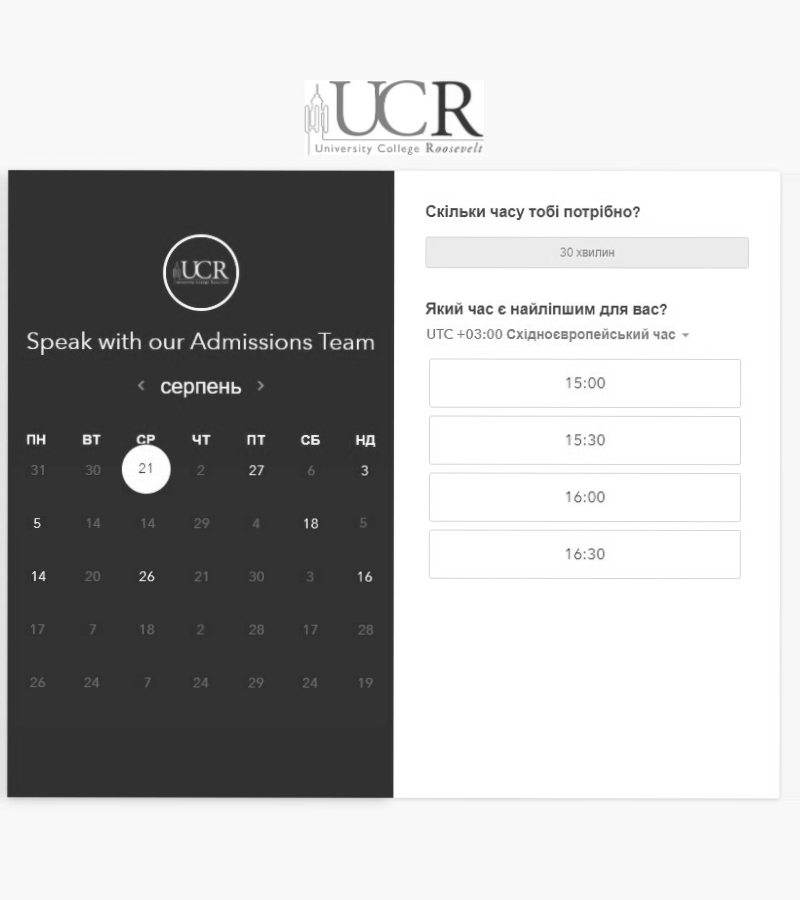 UCR
University College Roosevelt
UCR
University College Roosevelt
Speak with our Admissions Team
серпень
ПН ВТ СР ЧТ ПТ СБ НД
31 30 21 2 27 6 3
5 14 14 29 4 18 5
14 20 26 21 30 3 16
17 7 18 2 28 17 28
26 24 7 24 29 24 19
Скільки часу тобі потрібно?
30 хвилин
Який час є найліпшим для вас?
UTC +03:00 Східноєвропейський час
15:00
15:30
16:00
16:30